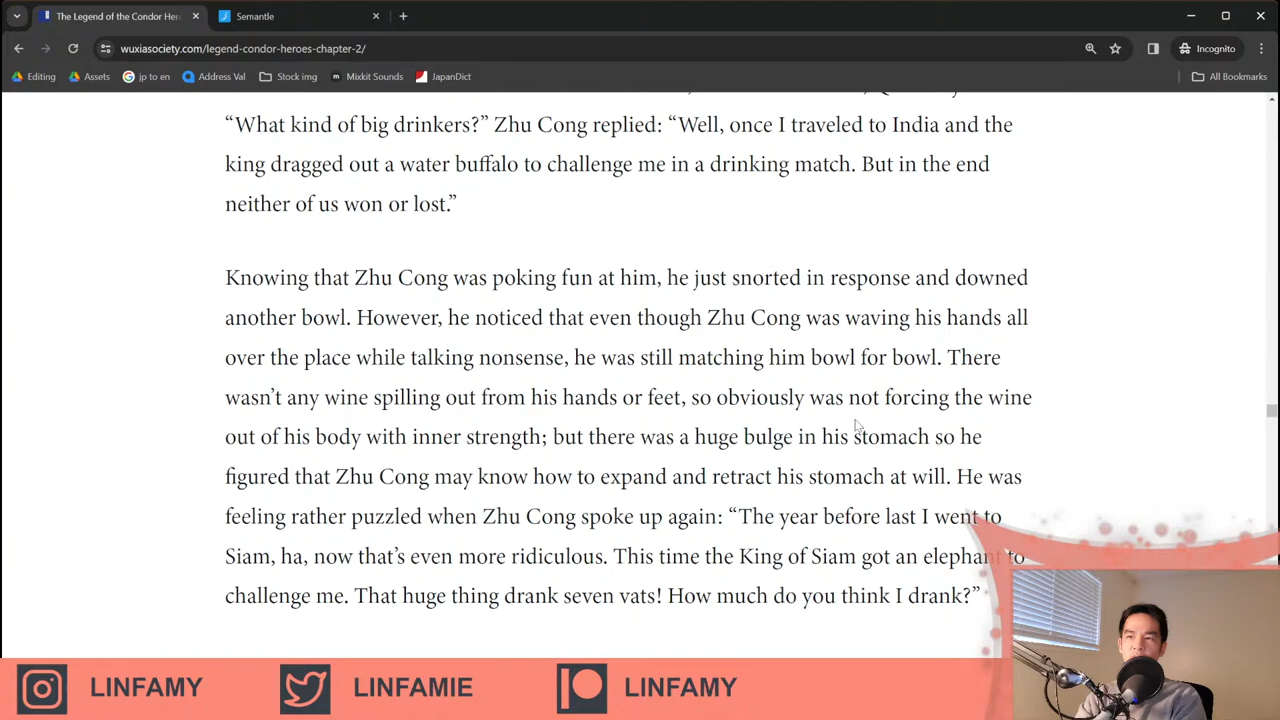 The Legend of the Condor Her
Semantle
wuxiasociety.com/legend-condor-heroes-chapter-2/
Incognito
Editing
Assets
jp to en
Address Val
Stock img
Mixkit Sounds
JapanDict
All Bookmarks
“What kind of big drinkers?” Zhu Cong replied: “Well, once I traveled to India and the
king dragged out a water buffalo to challenge me in a drinking match. But in the end
neither of us won or lost.”
Knowing that Zhu Cong was poking fun at him, he just snorted in response and downed
another bowl. However, he noticed that even though Zhu Cong was waving his hands all
over the place while talking nonsense, he was still matching him bowl for bowl. There
wasn’t any wine spilling out from his hands or feet, so obviously was not forcing the wine
out of his body with inner strength; but there was a huge bulge in his stomach so he
figured that Zhu Cong may know how to expand and retract his stomach at will. He was
feeling rather puzzled when Zhu Cong spoke up again: “The year before last I went to
Siam, ha, now that’s even more ridiculous. This time the King of Siam got an elephant to
challenge me. That huge thing drank seven vats! How much do you think I drank?”
LINFAMY
LINFAMIE
LINFAMY